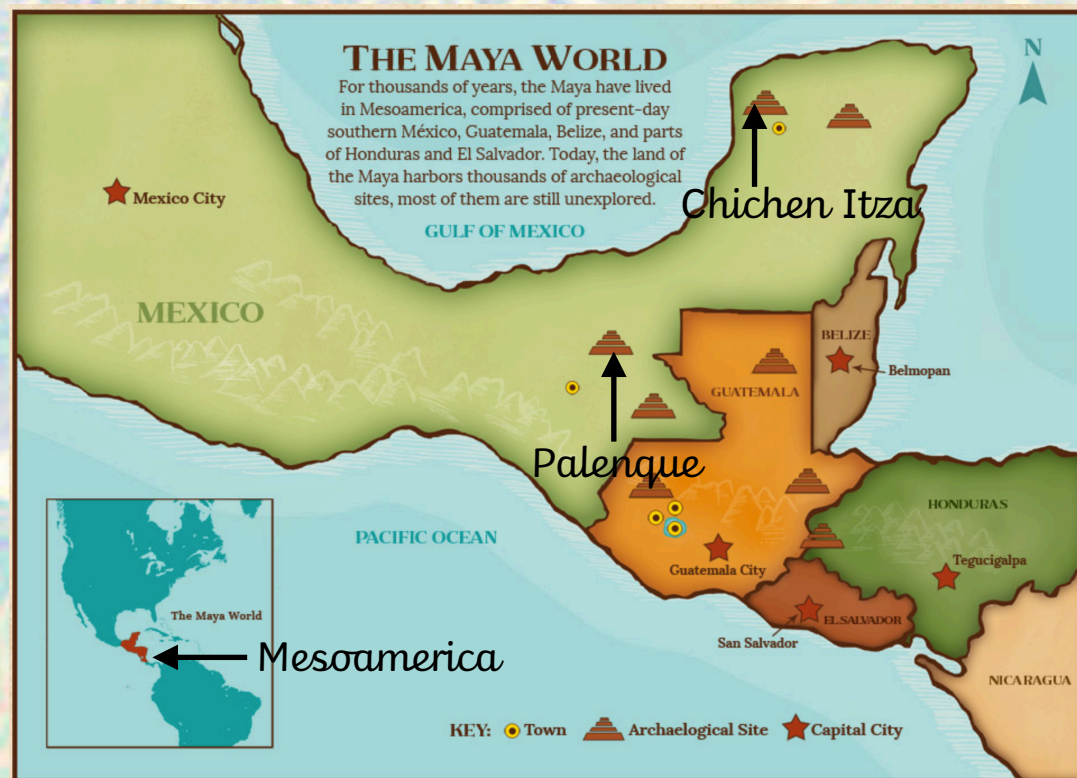 THE MAYA WORLD
For thousands of years, the Maya have lived
in Mesoamerica, comprised of present-day
southern México, Guatemala, Belize, and parts
of Honduras and El Salvador. Today, the land of
the Maya harbors thousands of archaeological
sites, most of them are still unexplored.
N
Mexico City
Chichen Itza
GULF OF MEXICO
MEXICO
BELIZE
Belmopan
GUATEMALA
Palenque
HONDURAS
PACIFIC OCEAN
Tegucigalpa
Guatemala City
The Maya World
EL SALVADOR
San Salvador
Mesoamerica
NICARAGUA
KEY: Town Archaelogical Site Capital City